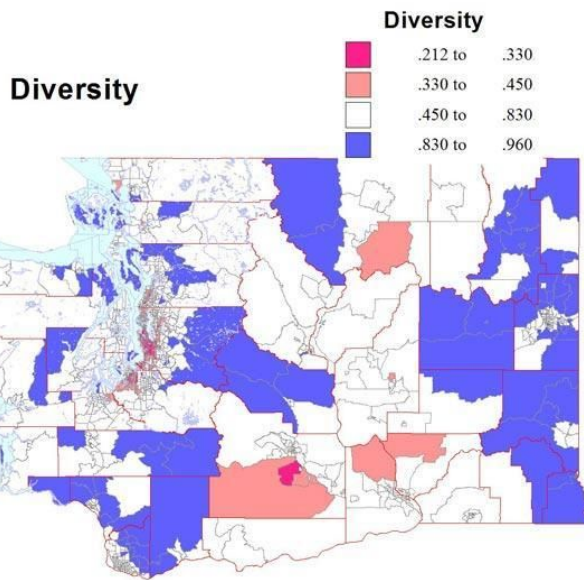 Diversity
Diversity
.212 to .330
.330 to .450
.450 to .830
.830 to .960